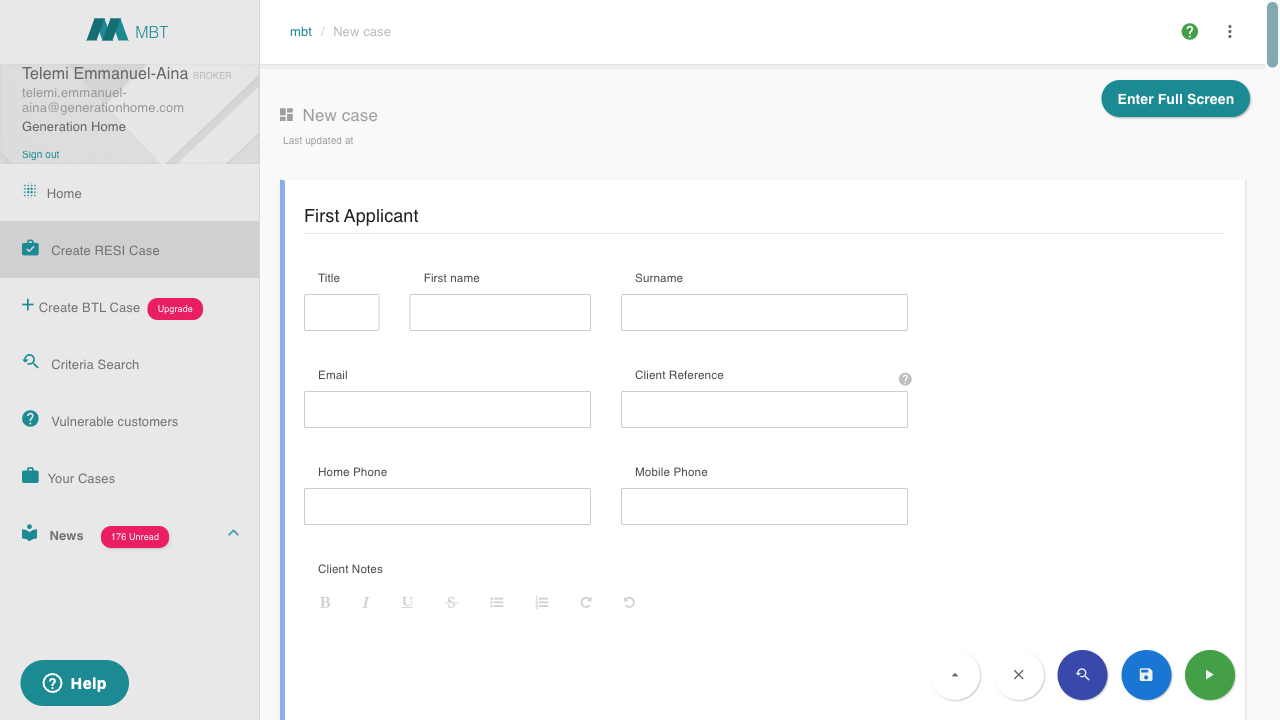 MBT
Telemi Emmanuel-Aina BROKER
telemi.emmanuel-
aina@generationhome.com
Generation Home
Sign out
Home
Create RESI Case
Create BTL Case Upgrade
Criteria Search
Vulnerable customers
Your Cases
News 176 Unread
Help
mbt / New case
Enter Full Screen
New case
Last updated at
First Applicant
Title First name Surname
Email Client Reference
Home Phone Mobile Phone
Client Notes
B I U S